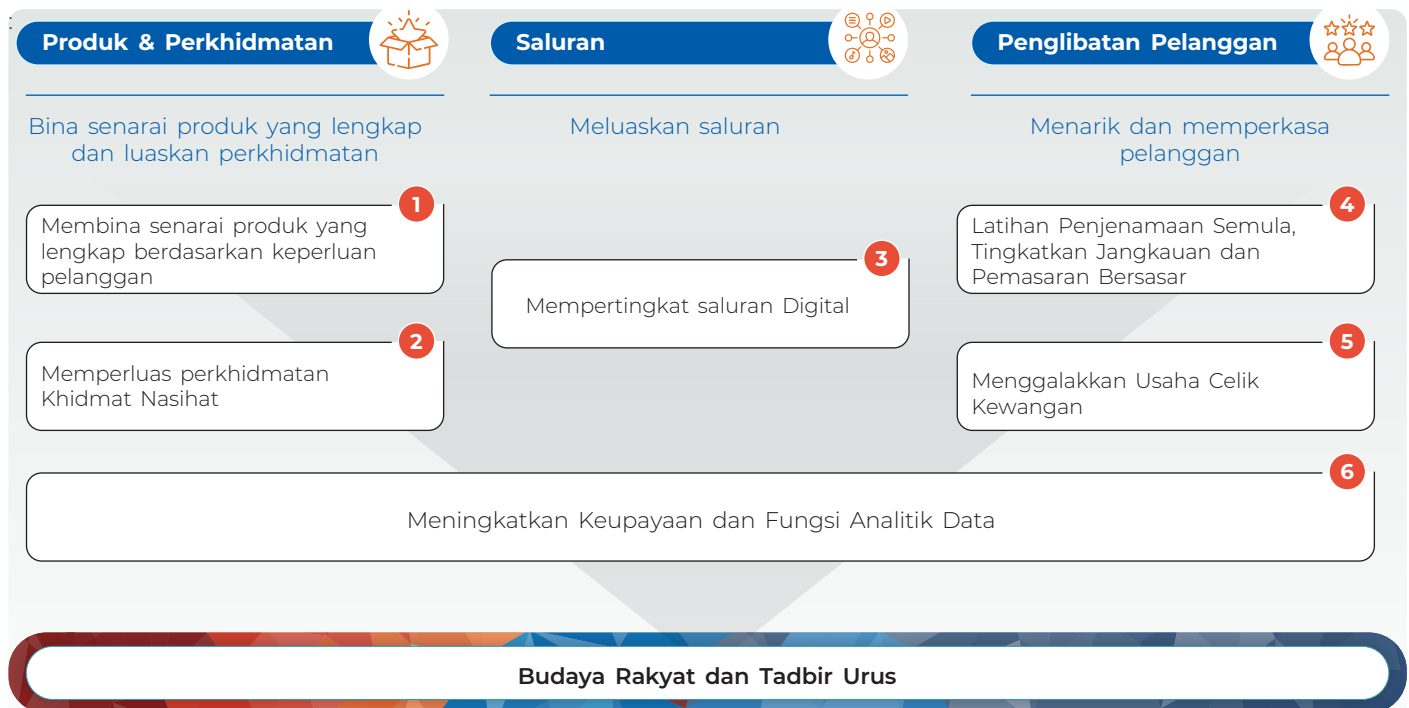 Produk & Perkhidmatan
Bina senarai produk yang lengkap
dan luaskan perkhidmatan
1
Membina senarai produk yang
lengkap berdasarkan keperluan
pelanggan
2
Memperluas perkhidmatan
Khidmat Nasihat
Saluran
Meluaskan saluran
3
Mempertingkat saluran Digital
Penglibatan Pelanggan
Menarik dan memperkasa
pelanggan
4
Latihan Penjenamaan Semula,
Tingkatkan Jangkauan dan
Pemasaran Bersasar
5
Menggalakkan Usaha Celik
Kewangan
6
Meningkatkan Keupayaan dan Fungsi Analitik Data
Budaya Rakyat dan Tadbir Urus